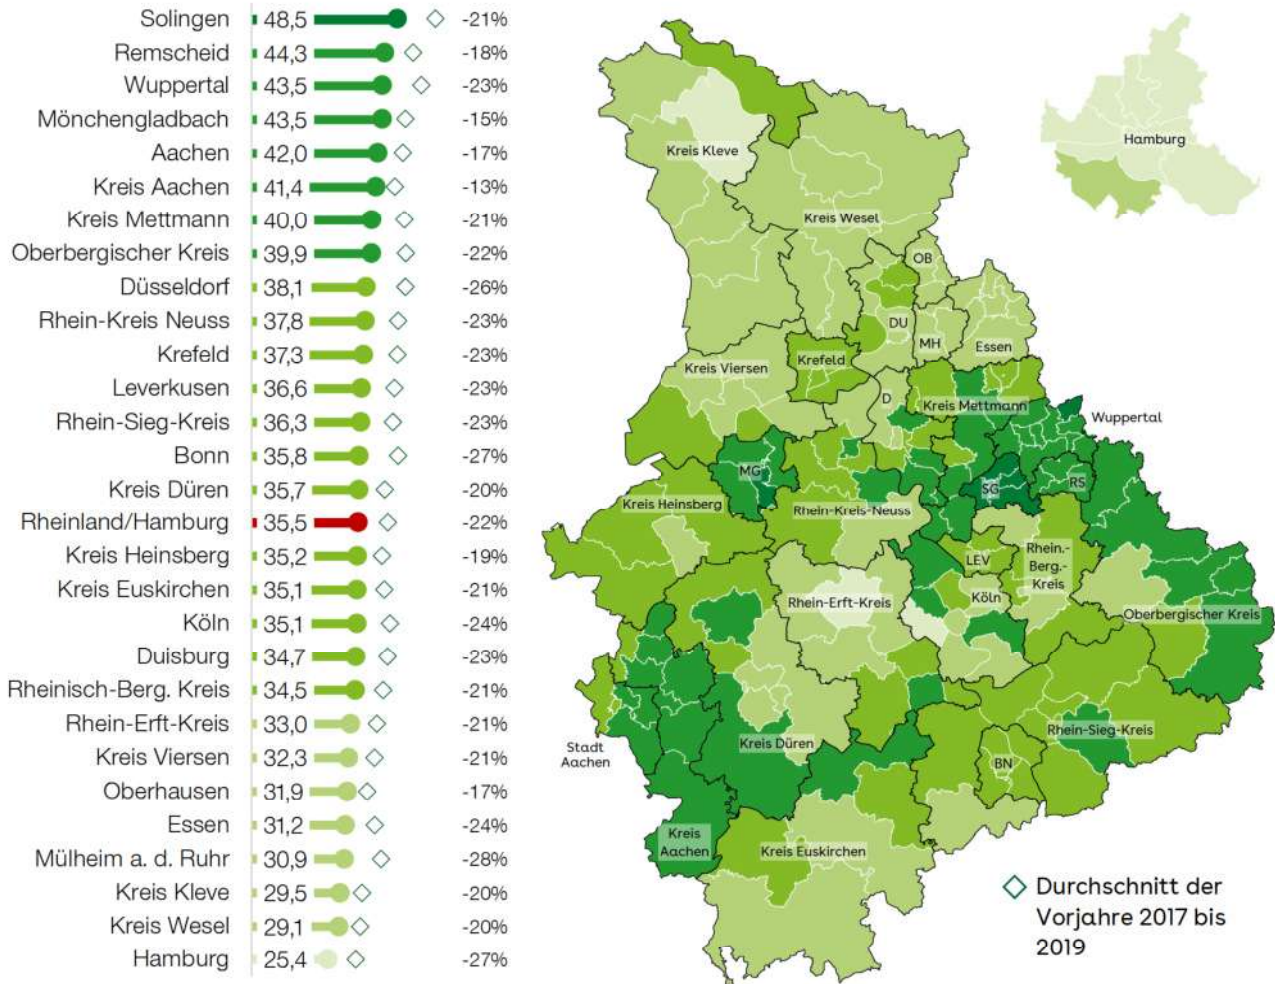 Solingen 48,5 -21%
Remscheid 44,3 -18%
Wuppertal 43,5 -23%
Mönchengladbach 43,5 -15%
Aachen 42,0 -17%
Kreis Aachen 41,4 -13%
Kreis Mettmann 40,0 -21%
Oberbergischer Kreis 39,9 -22%
Düsseldorf 38,1 -26%
Rhein-Kreis Neuss 37,8 -23%
Krefeld 37,3 -23%
Leverkusen 36,6 -23%
Rhein-Sieg-Kreis 36,3 -23%
Bonn 35,8 -27%
Kreis Düren 35,7 -20%
Rheinland/Hamburg 35,5 -22%
Kreis Heinsberg 35,2 -19%
Kreis Euskirchen 35,1 -21%
Köln 35,1 -24%
Duisburg 34,7 -23%
Rheinisch-Berg. Kreis 34,5 -21%
Rhein-Erft-Kreis 33,0 -21%
Kreis Viersen 32,3 -21%
Oberhausen 31,9 -17%
Essen 31,2 -24%
Mülheim a. d. Ruhr 30,9 -28%
Kreis Kleve 29,5 -20%
Kreis Wesel 29,1 -20%
Hamburg 25,4 -27%
Hamburg
Kreis Kleve
Kreis Wesel
OB
DU
MH
Essen
Krefeld
Kreis Viersen
D
Kreis Mettmann
Wuppertal
MG
SG
RS
Kreis Heinsberg
Rhein-Kreis-Neuss
LEV
Rhein.-
Berg.-
Kreis
Rhein-Erft-Kreis
Köln
Oberbergischer Kreis
Stadt
Aachen
Kreis Düren
Rhein-Sieg-Kreis
BN
Kreis
Aachen
Kreis Euskirchen
Durchschnitt der
Vorjahre 2017 bis
2019